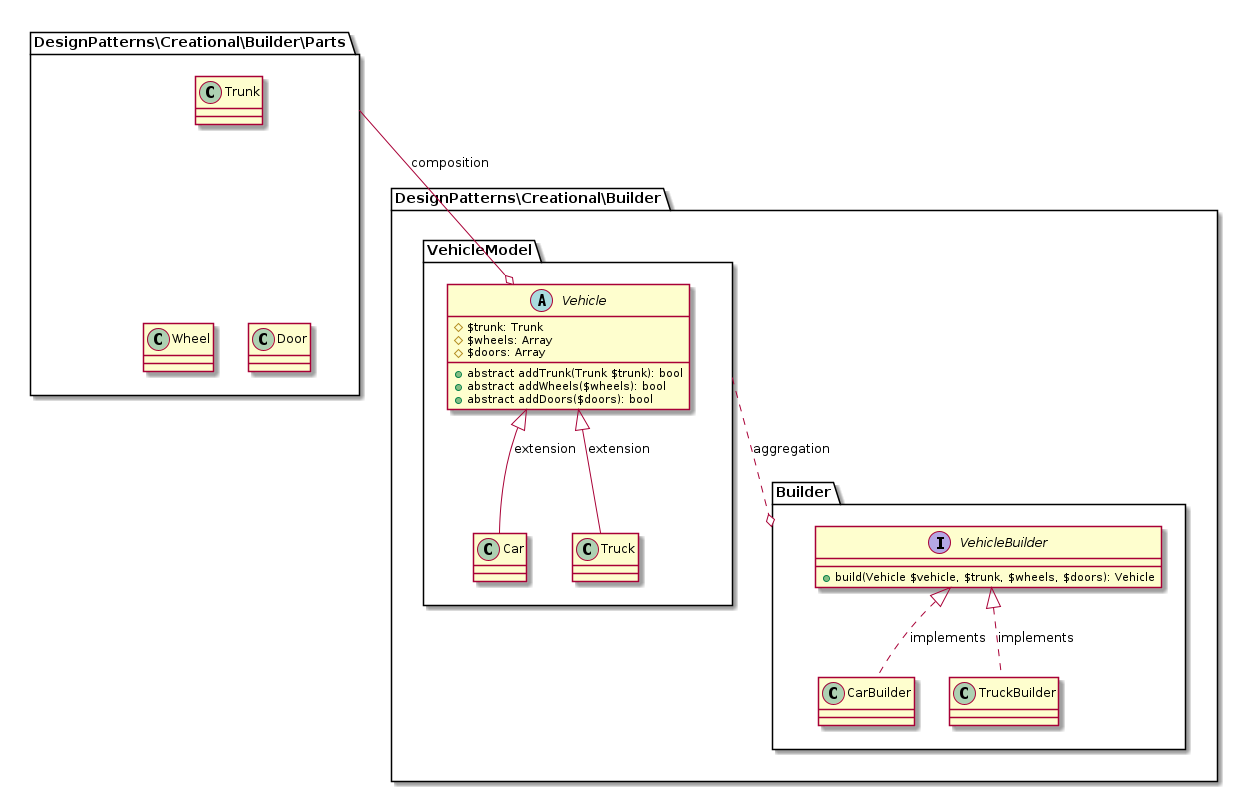 DesignPatterns\Creational\Builder\Parts
C Trunk
composition
C Wheel
C Door
DesignPatterns\Creational\Builder
VehicleModel
A Vehicle
$trunk: Trunk
$wheels: Array
$doors: Array
abstract addTrunk(Trunk $trunk): bool
abstract addWheels($wheels): bool
abstract addDoors($doors): bool
extension
extension
aggregation
C Car
C Truck
Builder
I VehicleBuilder
build(Vehicle $vehicle, $trunk, $wheels, $doors): Vehicle
implements
implements
C CarBuilder
C TruckBuilder